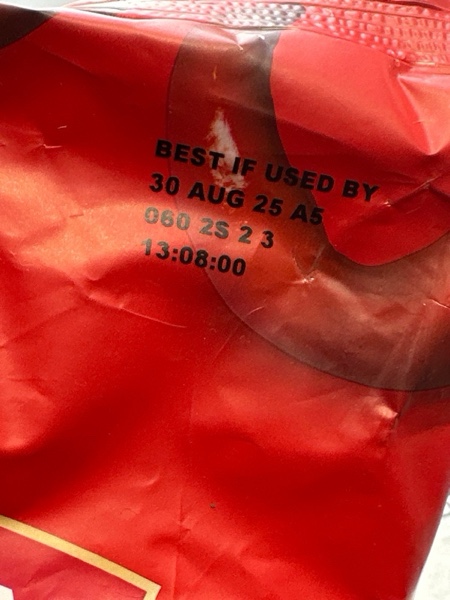 BEST IF USED BY
30 AUG 25 A5
060 2S 2 3
13:08:00